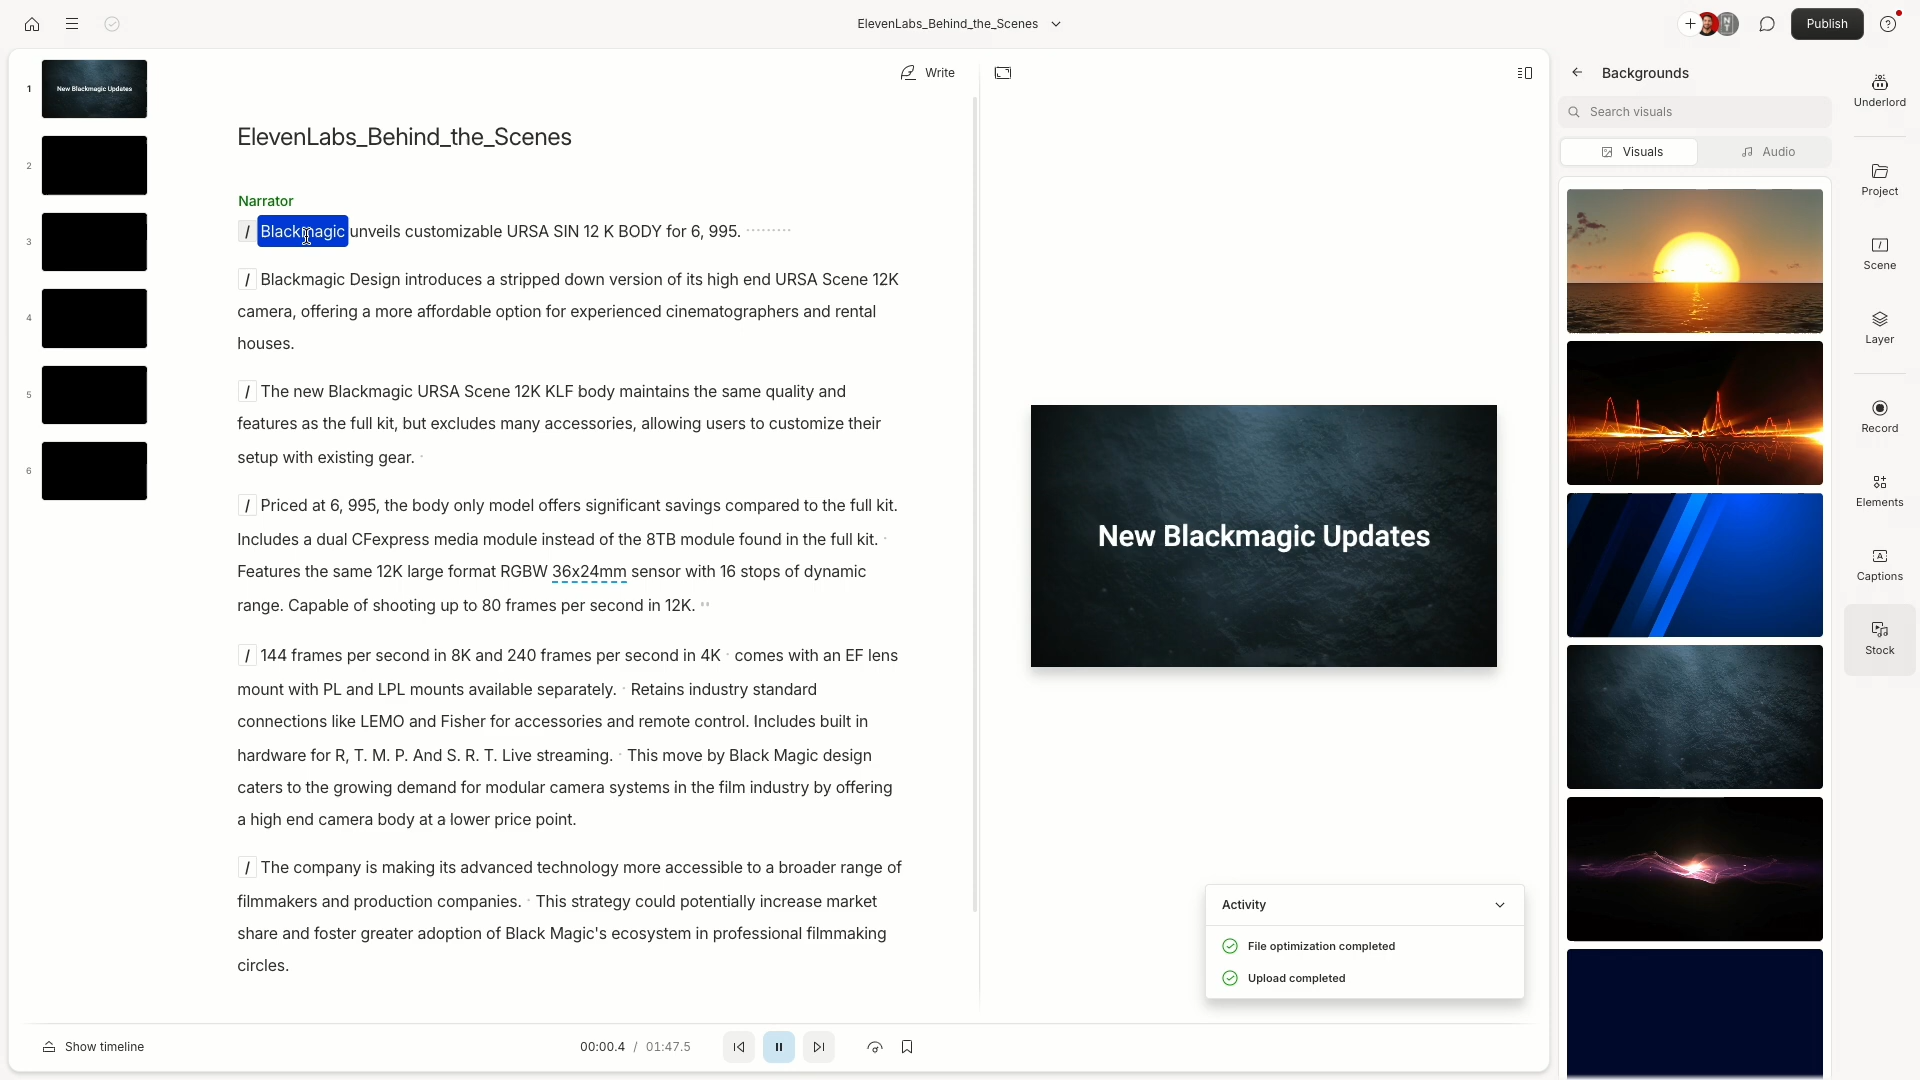 ElevenLabs_Behind_the_Scenes
Publish
1
New Blackmagic Updates
2
3
4
5
6
Write
ElevenLabs_Behind_the_Scenes
Narrator
/ Blackmagic unveils customizable URSA SIN 12 K BODY for 6, 995.
/ Blackmagic Design introduces a stripped down version of its high end URSA Scene 12K
camera, offering a more affordable option for experienced cinematographers and rental
houses.
/ The new Blackmagic URSA Scene 12K KLF body maintains the same quality and
features as the full kit, but excludes many accessories, allowing users to customize their
setup with existing gear.
/ Priced at 6, 995, the body only model offers significant savings compared to the full kit.
Includes a dual CFexpress media module instead of the 8TB module found in the full kit.
Features the same 12K large format RGBW 36x24mm sensor with 16 stops of dynamic
range. Capable of shooting up to 80 frames per second in 12K.
/ 144 frames per second in 8K and 240 frames per second in 4K comes with an EF lens
mount with PL and LPL mounts available separately. Retains industry standard
connections like LEMO and Fisher for accessories and remote control. Includes built in
hardware for R, T. M. P. And S. R. T. Live streaming. This move by Black Magic design
caters to the growing demand for modular camera systems in the film industry by offering
a high end camera body at a lower price point.
/ The company is making its advanced technology more accessible to a broader range of
filmmakers and production companies. This strategy could potentially increase market
share and foster greater adoption of Black Magic's ecosystem in professional filmmaking
circles.
New Blackmagic Updates
Activity
File optimization completed
Upload completed
Show timeline
00:00.4 / 01:47.5
Backgrounds
Search visuals
Visuals
Audio
Underlord
Project
Scene
Layer
Record
Elements
Captions
Stock